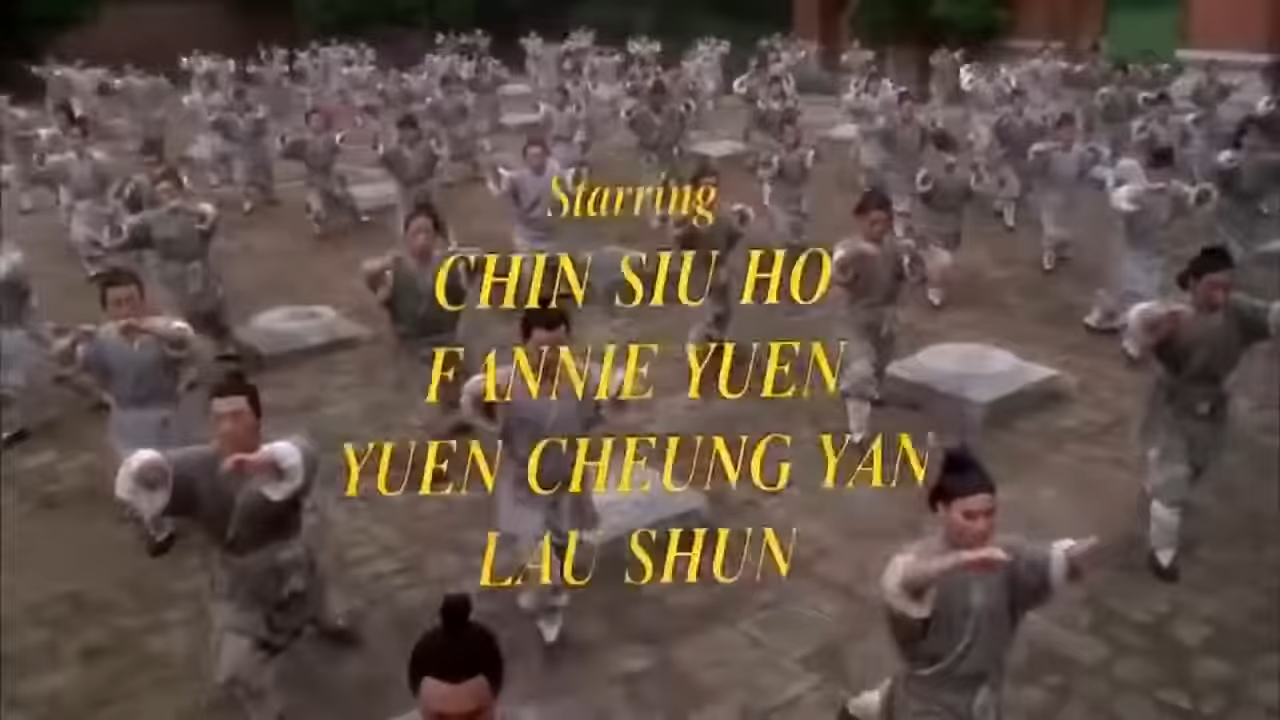 Starring
CHIN SIU HO
FANNIE YUEN
YUEN CHEUNG YAN
LAU SHUN